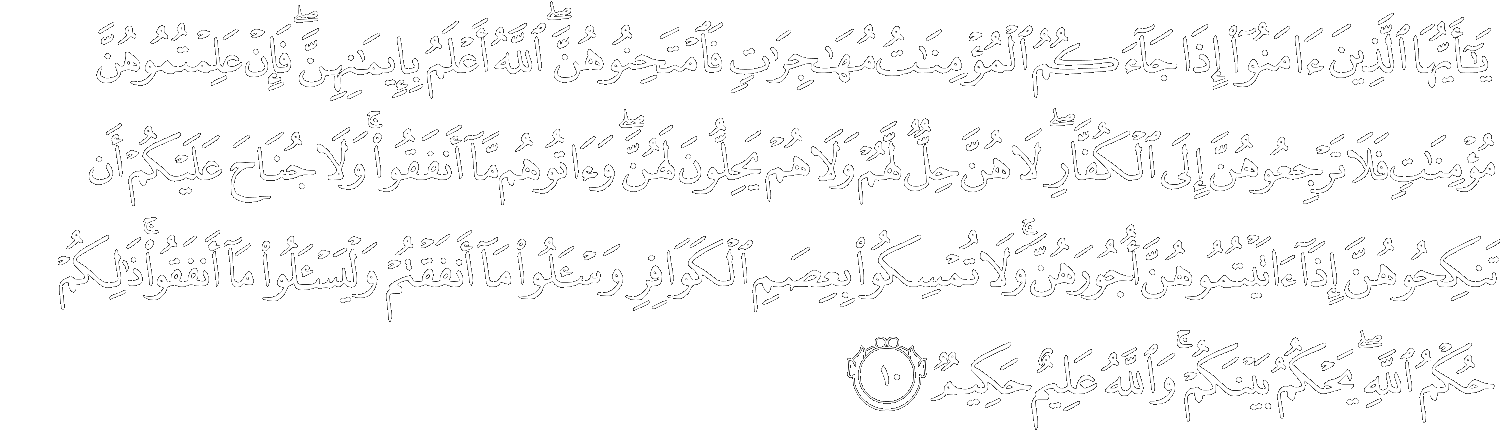 يَـٰٓأَيُّهَا ٱلَّذِينَ ءَامَنُوٓا۟ إِذَا جَآءَكُمُ ٱلْمُؤْمِنَـٰتُ مُهَـٰجِرَٰتٍ فَٱمْتَحِنُوهُنَّ ۖ ٱللَّهُ أَعْلَمُ بِإِيمَـٰنِهِنَّ ۖ فَإِنْ عَلِمْتُمُوهُنَّ
مُؤْمِنَـٰتٍ فَلَا تَرْجِعُوهُنَّ إِلَى ٱلْكُفَّارِ ۖ لَا هُنَّ حِلٌّ لَّهُمْ وَلَا هُمْ يَحِلُّونَ لَهُنَّ ۖ وَءَاتُوهُم مَّآ أَنفَقُوا۟ ۚ وَلَا جُنَاحَ عَلَيْكُمْ أَن
تَنكِحُوهُنَّ إِذَآ ءَاتَيْتُمُوهُنَّ أُجُورَهُنَّ ۚ وَلَا تُمْسِكُوا۟ بِعِصَمِ ٱلْكَوَافِرِ وَسْـَٔلُوا۟ مَآ أَنفَقْتُمْ وَلْيَسْـَٔلُوا۟ مَآ أَنفَقُوا۟ ۚ ذَٰلِكُمْ
حُكْمُ ٱللَّهِ ۖ يَحْكُمُ بَيْنَكُمْ ۚ وَٱللَّهُ عَلِيمٌ حَكِيمٌ ١٠